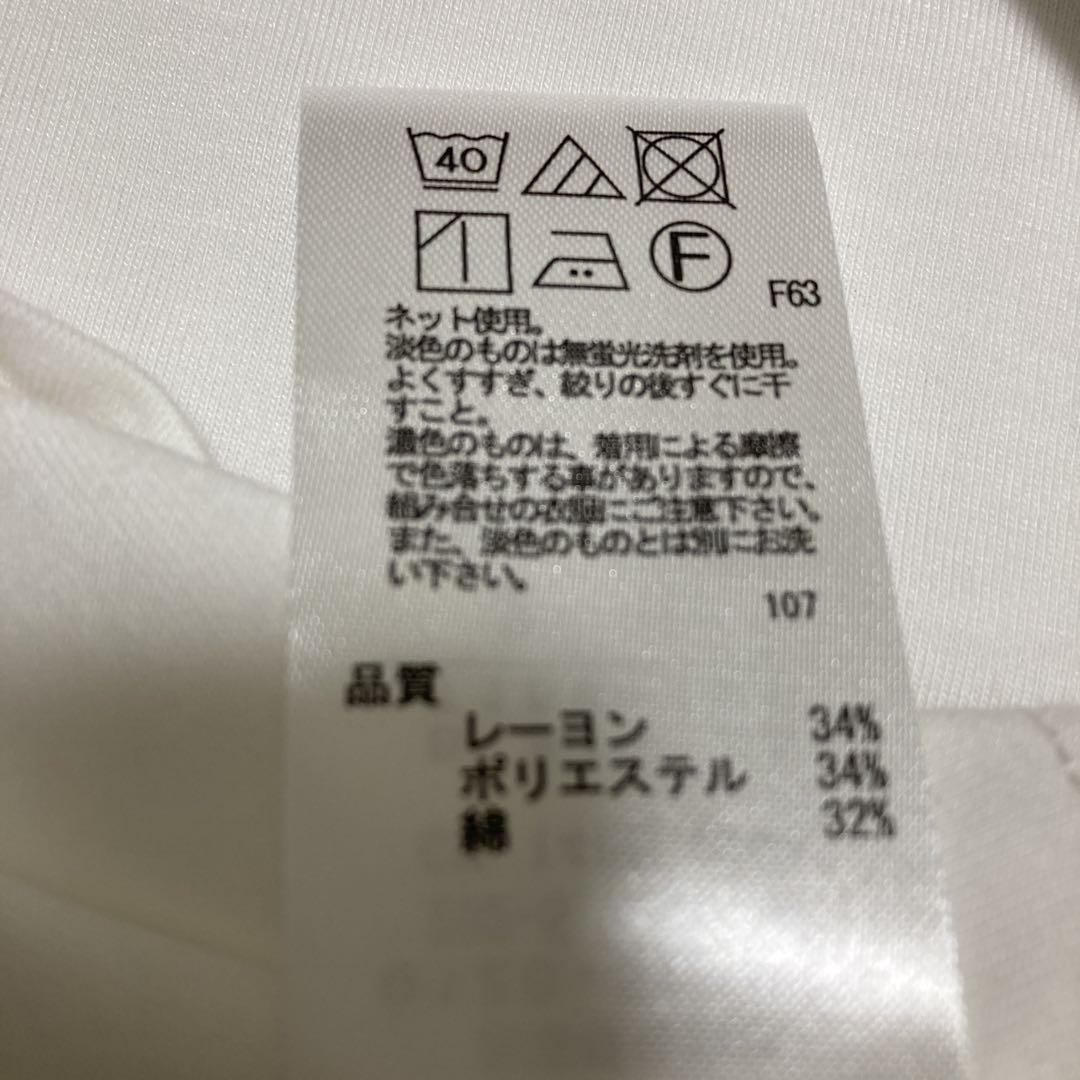 40
F
F63
ネット使用。
淡色のものは無蛍光洗剤を使用。
よくすすぎ、絞りの後すぐに干
すこと。
濃色のものは、着用による摩擦
で色落ちする事がありますので、
組み合せの衣服にご注意下さい。
また、淡色のものとは別にお洗
い下さい。
107
品質
レーヨン 34%
ポリエステル 34%
綿 32%